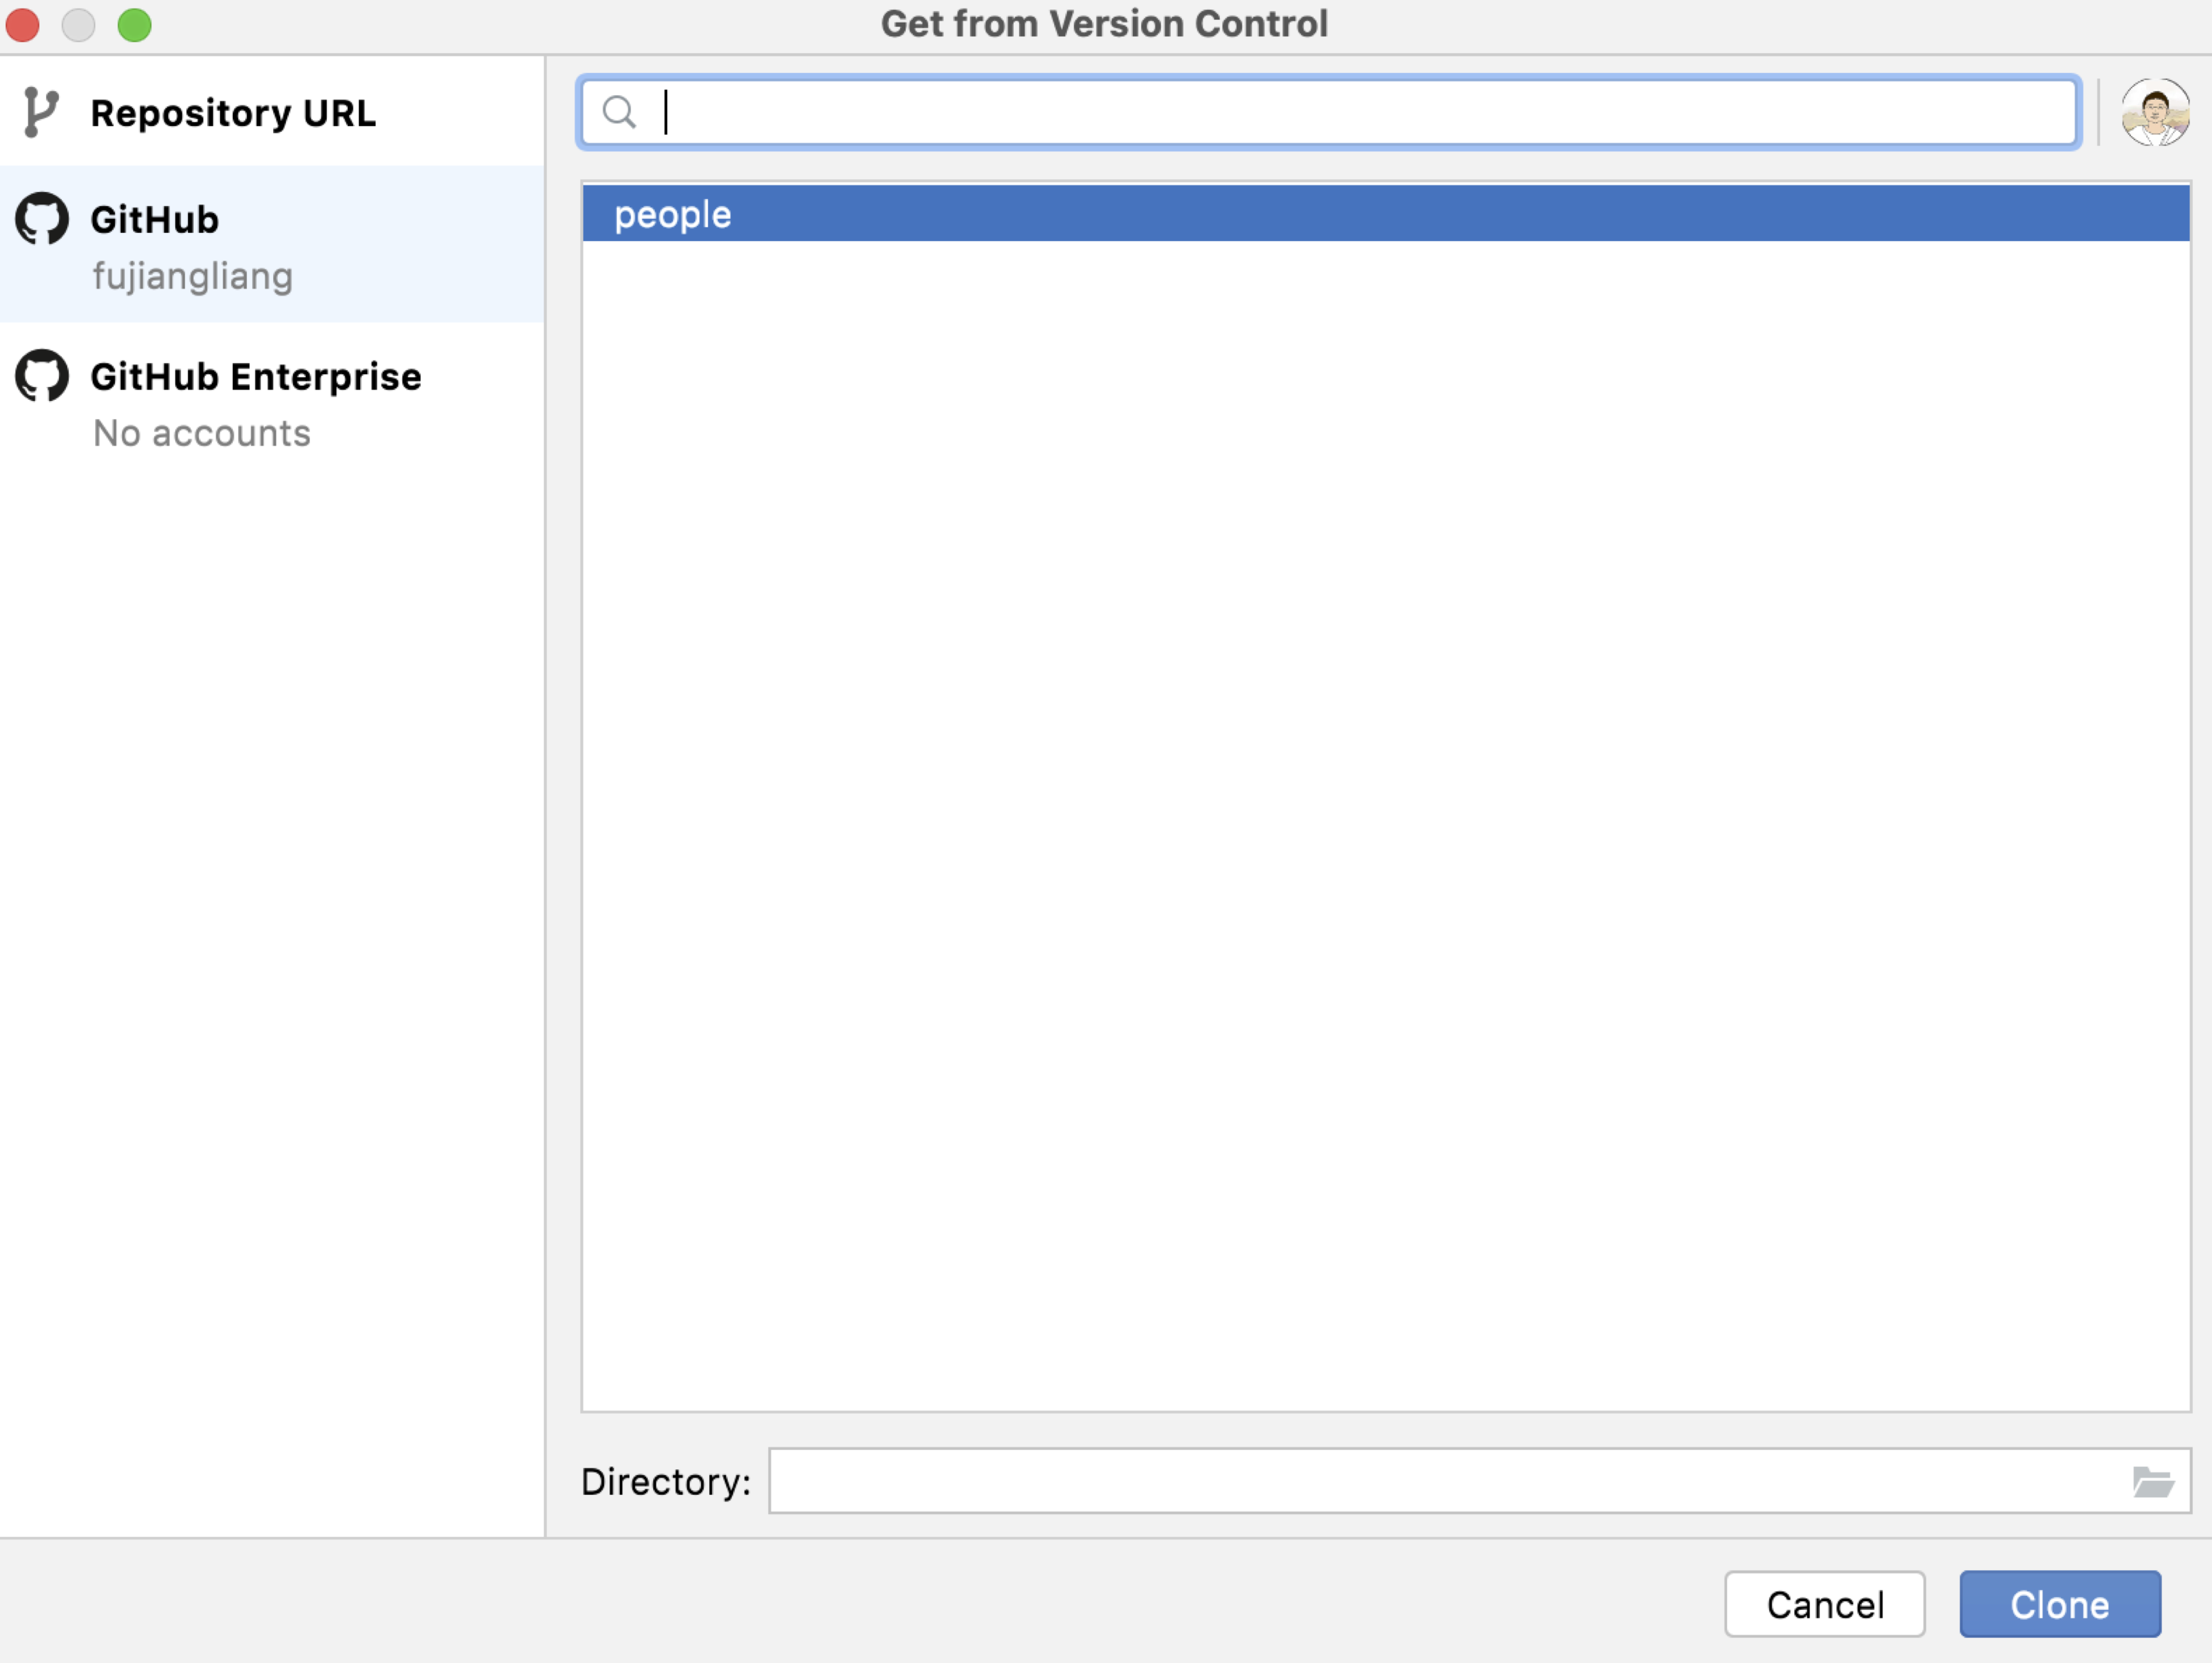 Get from Version Control
Repository URL
GitHub
fujiangliang
GitHub Enterprise
No accounts
people
Directory:
Cancel
Clone